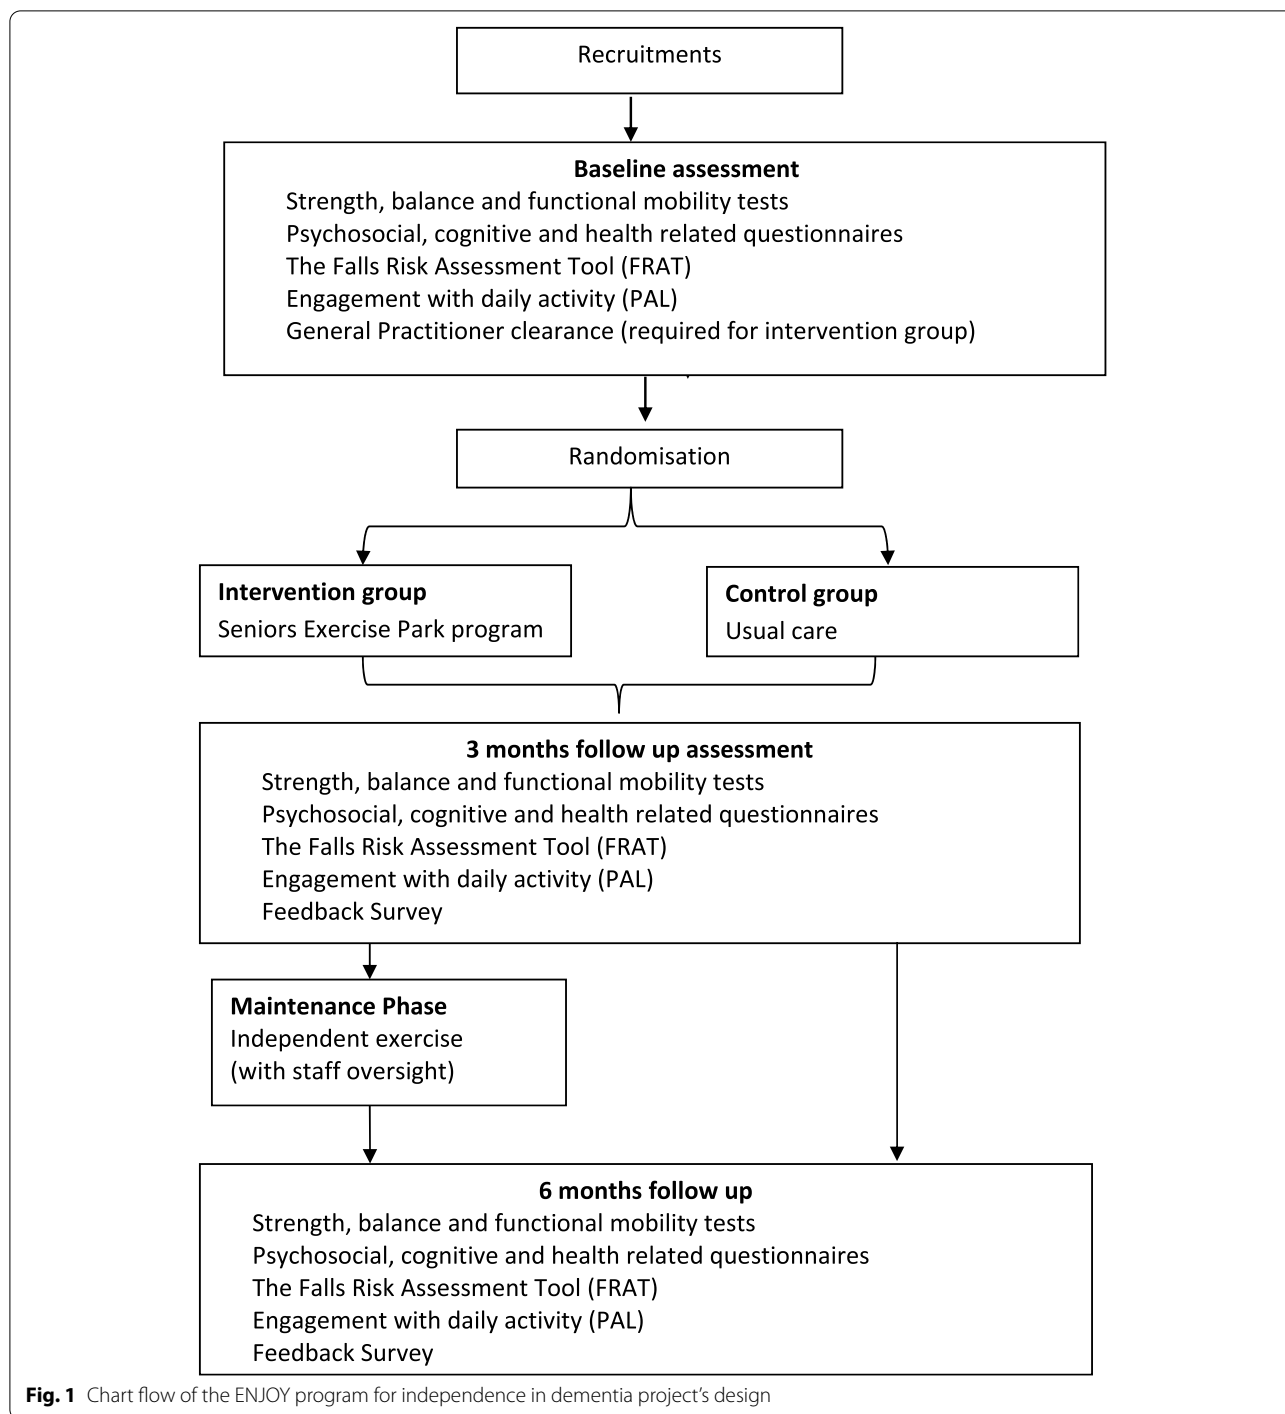 Recruitments
Baseline assessment
Strength, balance and functional mobility tests
Psychosocial, cognitive and health related questionnaires
The Falls Risk Assessment Tool (FRAT)
Engagement with daily activity (PAL)
General Practitioner clearance (required for intervention group)
Randomisation
Intervention group
Seniors Exercise Park program
Control group
Usual care
3 months follow up assessment
Strength, balance and functional mobility tests
Psychosocial, cognitive and health related questionnaires
The Falls Risk Assessment Tool (FRAT)
Engagement with daily activity (PAL)
Feedback Survey
Maintenance Phase
Independent exercise
(with staff oversight)
6 months follow up
Strength, balance and functional mobility tests
Psychosocial, cognitive and health related questionnaires
The Falls Risk Assessment Tool (FRAT)
Engagement with daily activity (PAL)
Feedback Survey
Fig. 1 Chart flow of the ENJOY program for independence in dementia project’s design